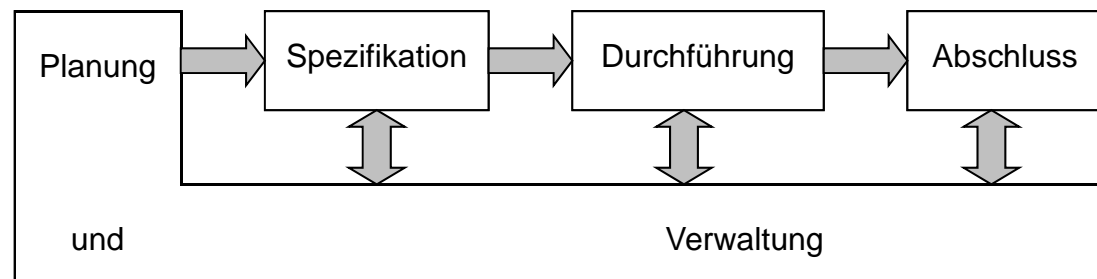 Planung
Spezifikation
Durchführung
Abschluss
und
Verwaltung